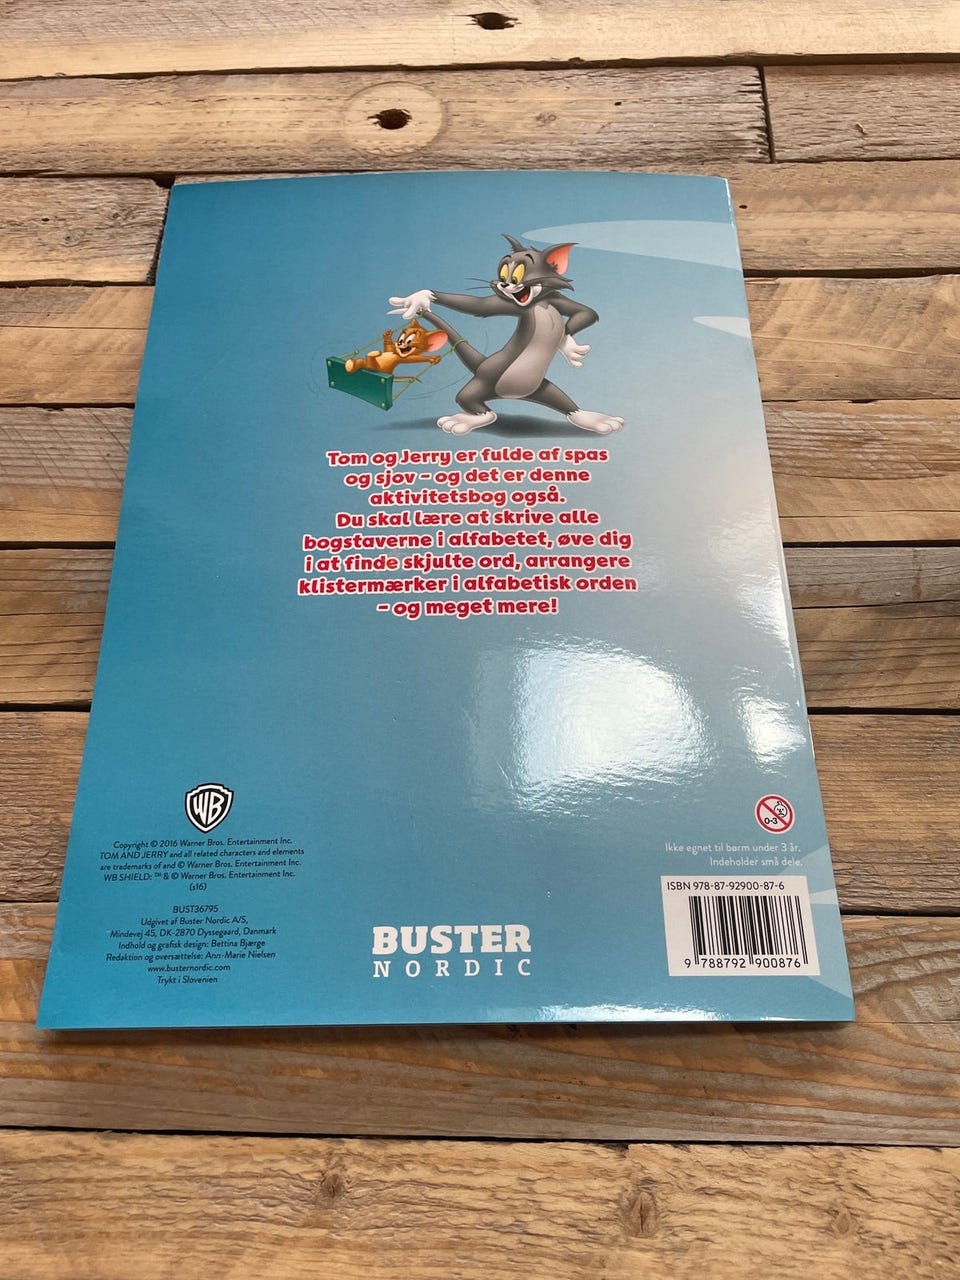 Tom og Jerry er fulde af spas
og sjov – og det er denne
aktivitetsbog også.
Du skal lære at skrive alle
bogstaverne i alfabetet, øve dig
i at finde skjulte ord, arrangere
klistermærker i alfabetisk orden
– og meget mere!
WB
Copyright © 2016 Warner Bros. Entertainment Inc.
TOM AND JERRY and all related characters and elements
are trademarks of and © Warner Bros. Entertainment Inc.
WB SHIELD: ™ & © Warner Bros. Entertainment Inc.
(s16)
BUST36795
Udgivet af Buster Nordic A/S,
Mindevej 45, DK-2870 Dyssegaard, Danmark
Indhold og grafisk design: Bettina Bjærge
Redaktion og oversættelse: Ann-Marie Nielsen
www.busternordic.com
Trykt i Slovenien
BUSTER
NORDIC
0-3
Ikke egnet til børm under 3 år.
Indeholder små dele.
ISBN 978-87-92900-87-6
9 788792 900876